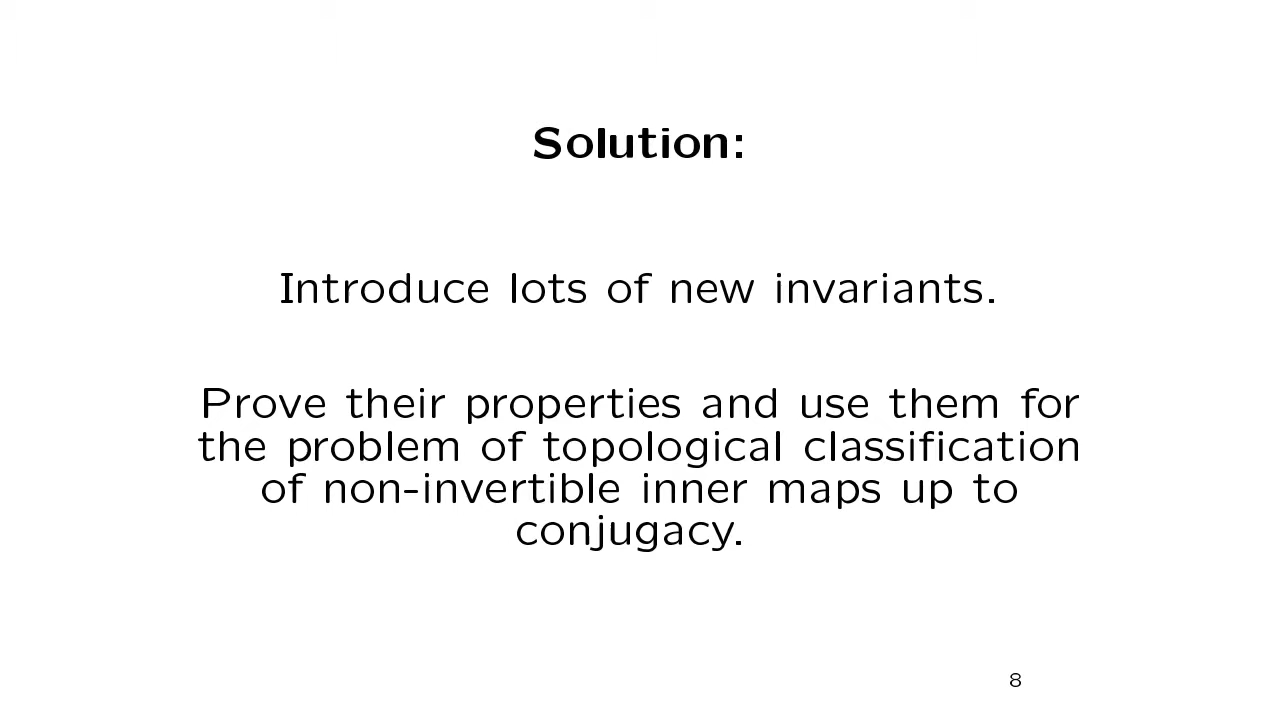 Solution:
Introduce lots of new invariants.
Prove their properties and use them for
the problem of topological classification
of non-invertible inner maps up to
conjugacy.
8